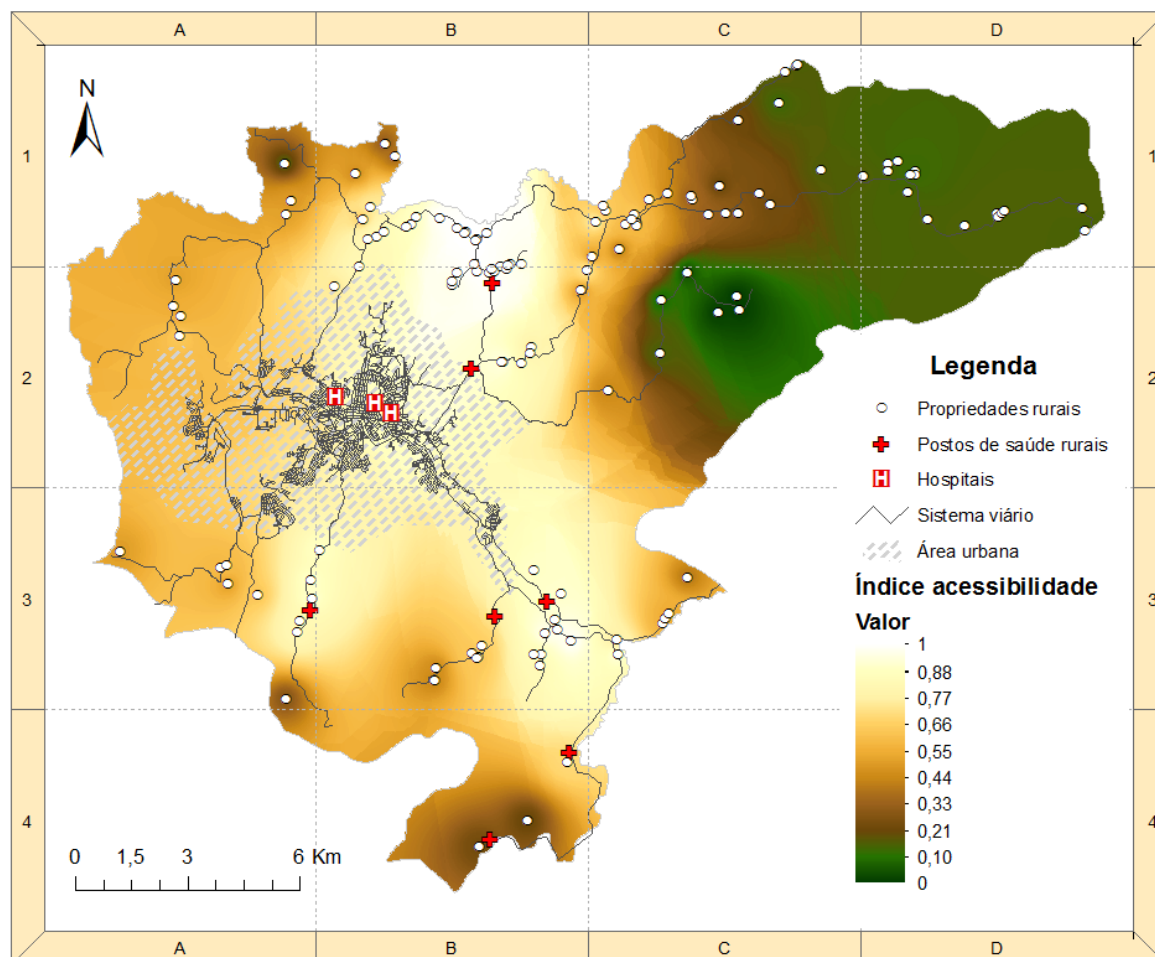 A B C D
N
1 1
2 2
3 3
4 4
Legenda
Propriedades rurais
Postos de saúde rurais
H Hospitais
Sistema viário
Área urbana
Índice acessibilidade
Valor
1
0,88
0,77
0,66
0,55
0,44
0,33
0,21
0,10
0
H
H
H
0 1,5 3 6 Km
A B C D